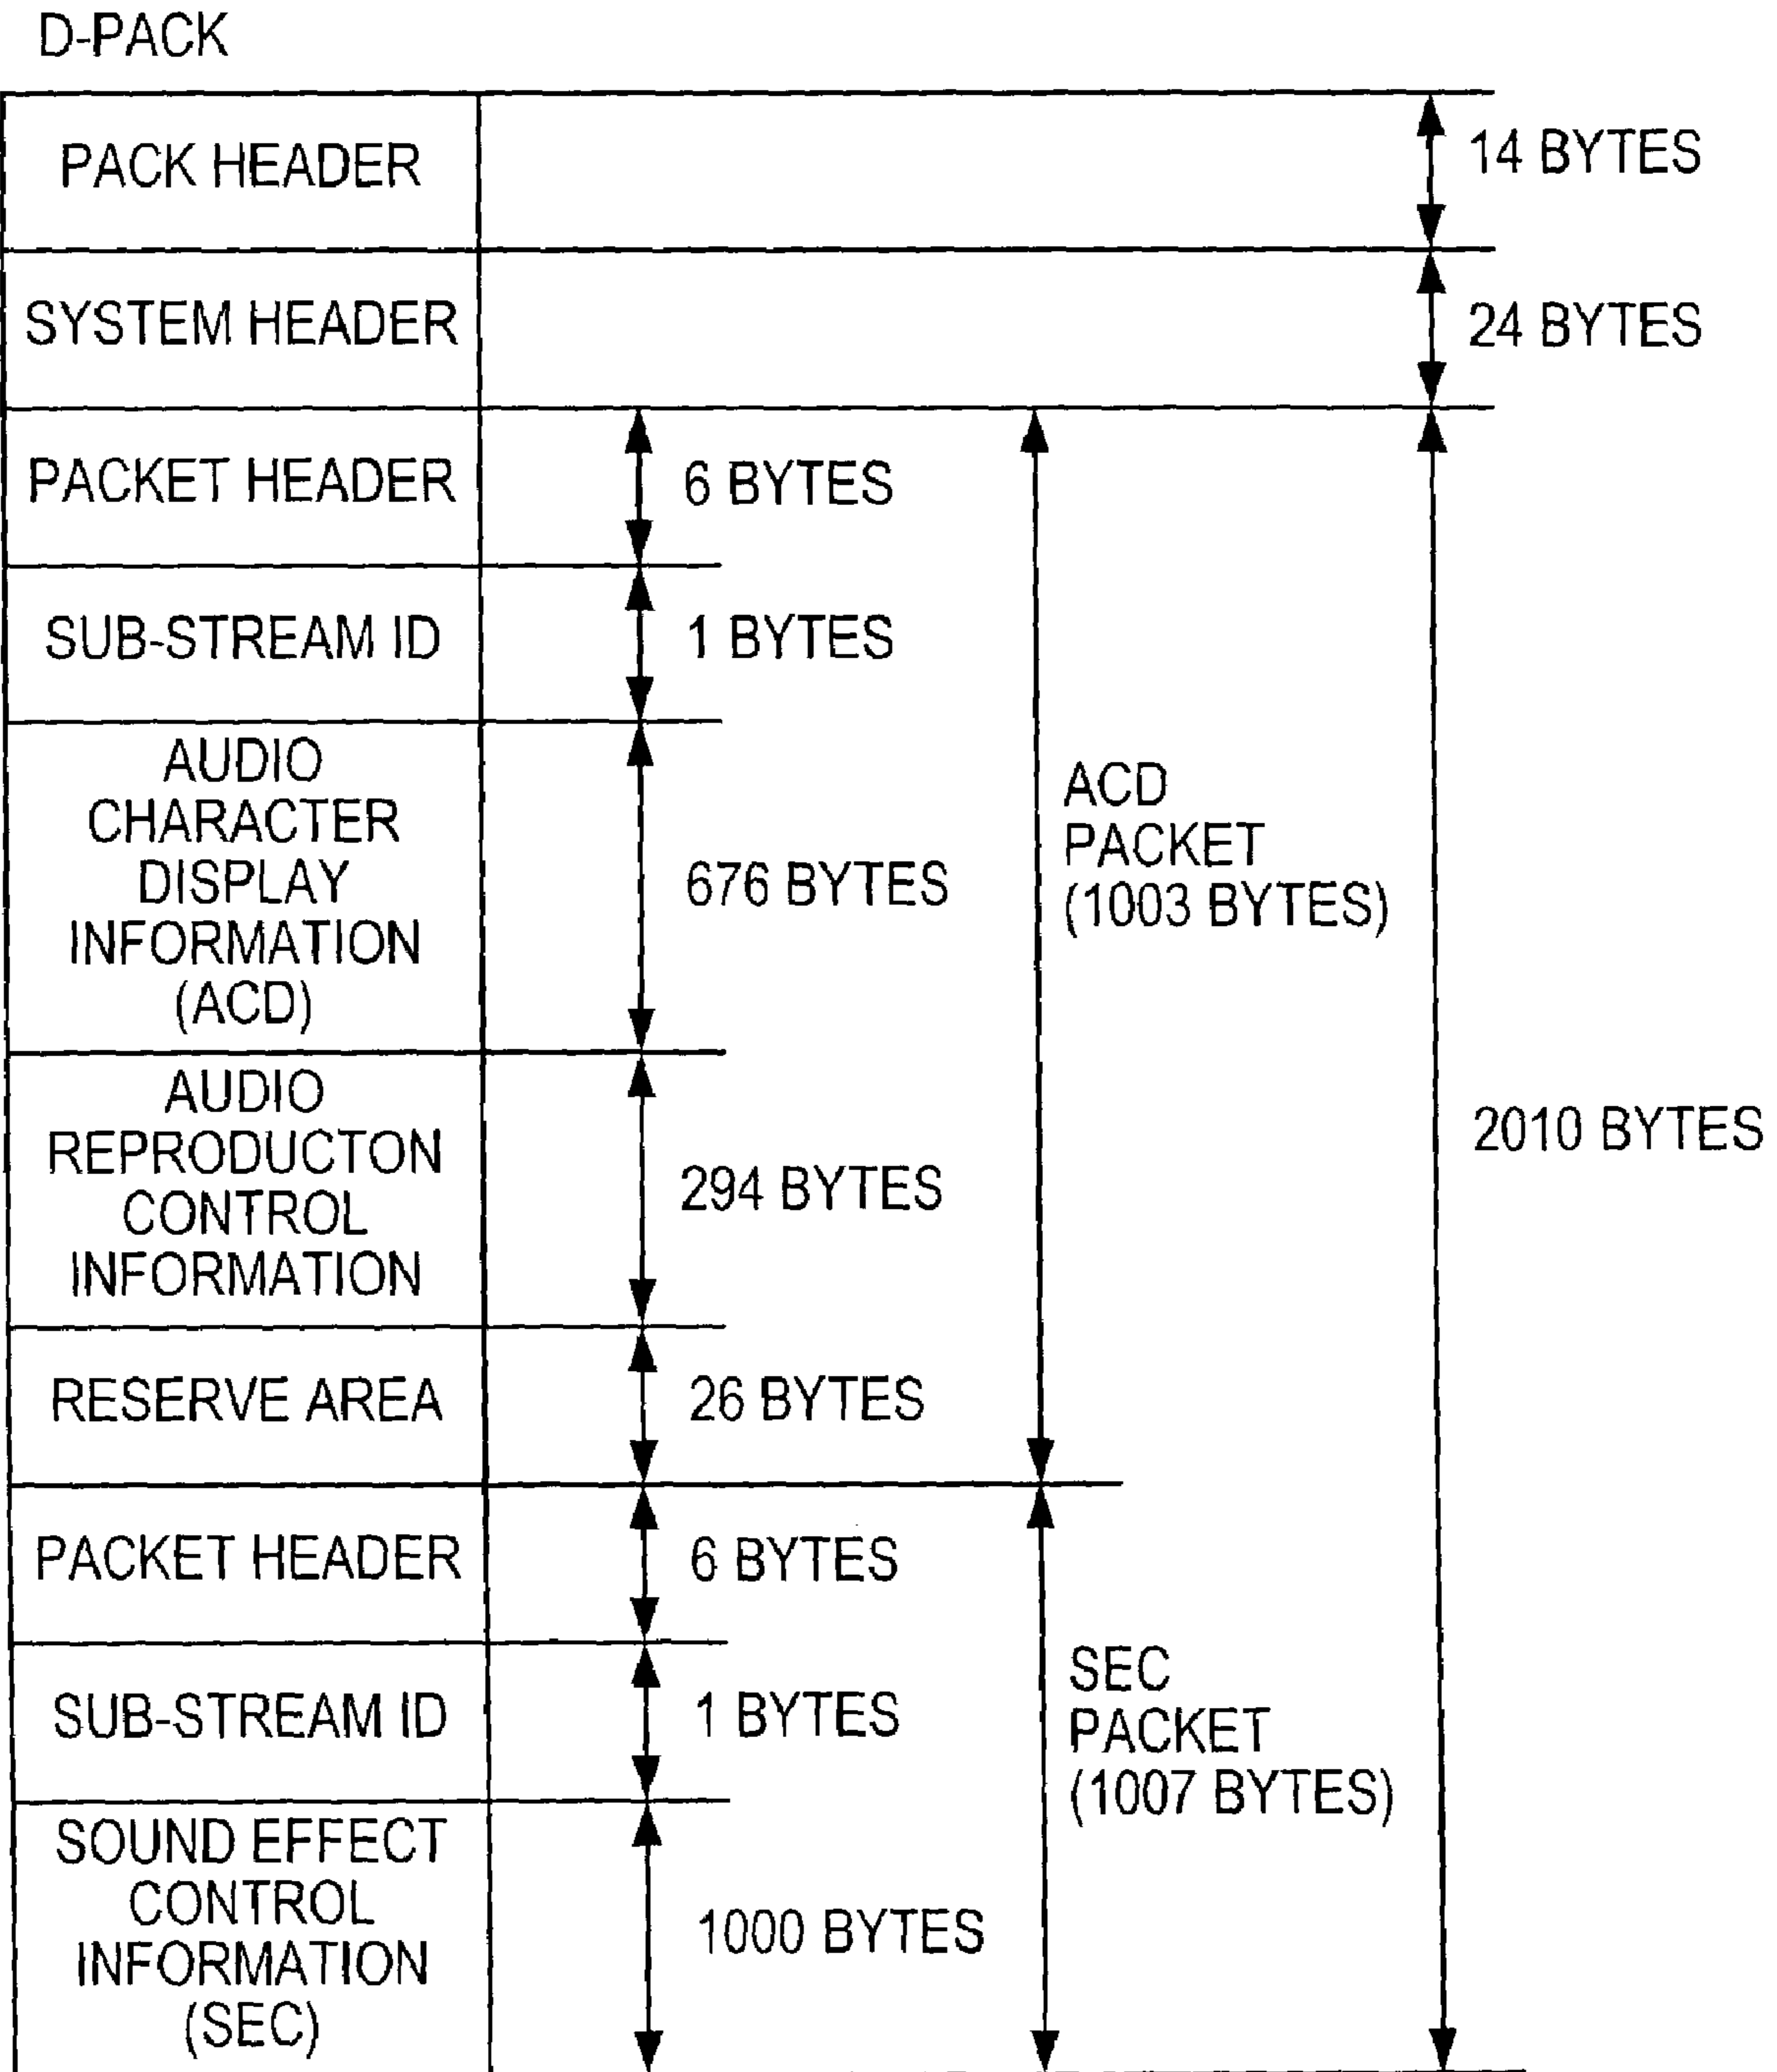 D-PACK
PACK HEADER
14 BYTES
SYSTEM HEADER
24 BYTES
PACKET HEADER
6 BYTES
SUB-STREAM ID
1 BYTES
AUDIO
CHARACTER
DISPLAY
INFORMATION
(ACD)
676 BYTES
ACD
PACKET
(1003 BYTES)
AUDIO
REPRODUCTON
CONTROL
INFORMATION
294 BYTES
2010 BYTES
RESERVE AREA
26 BYTES
PACKET HEADER
6 BYTES
SUB-STREAM ID
1 BYTES
SEC
PACKET
(1007 BYTES)
SOUND EFFECT
CONTROL
INFORMATION
(SEC)
1000 BYTES